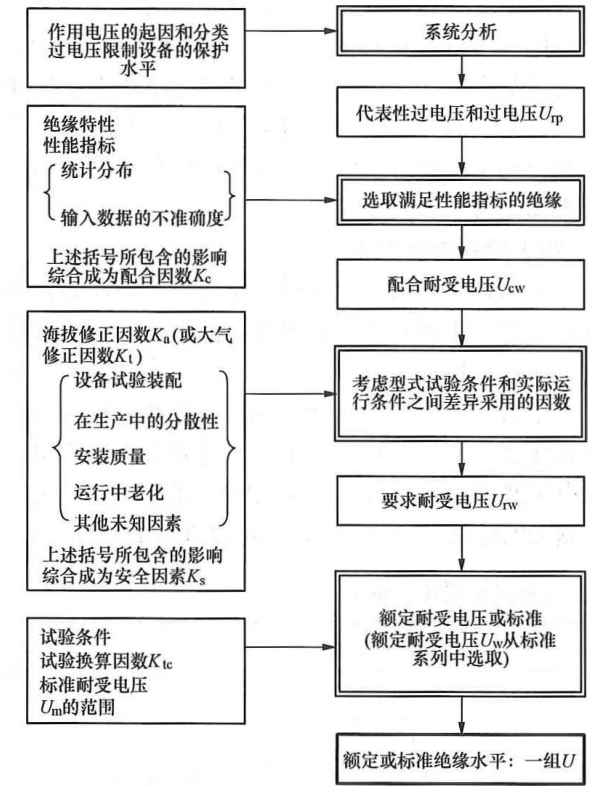 作用电压的起因和分类
过电压限制设备的保护
水平
系统分析
代表性过电压和过电压Urp
绝缘特性
性能指标
统计分布
输入数据的不准确度
上述括号所包含的影响
综合成为配合因数Kc
选取满足性能指标的绝缘
配合耐受电压Ucw
海拔修正因数Ka(或大气
修正因数Kt)
设备试验装配
在生产中的分散性
安装质量
运行中老化
其他未知因素
上述括号所包含的影响
综合成为安全因素Ks
考虑型式试验条件和实际运
行条件之间差异采用的因数
要求耐受电压Urw
试验条件
试验换算因数Ktc
标准耐受电压
Um的范围
额定耐受电压或标准
(额定耐受电压Uw从标准
系列中选取)
额定或标准绝缘水平：一组U